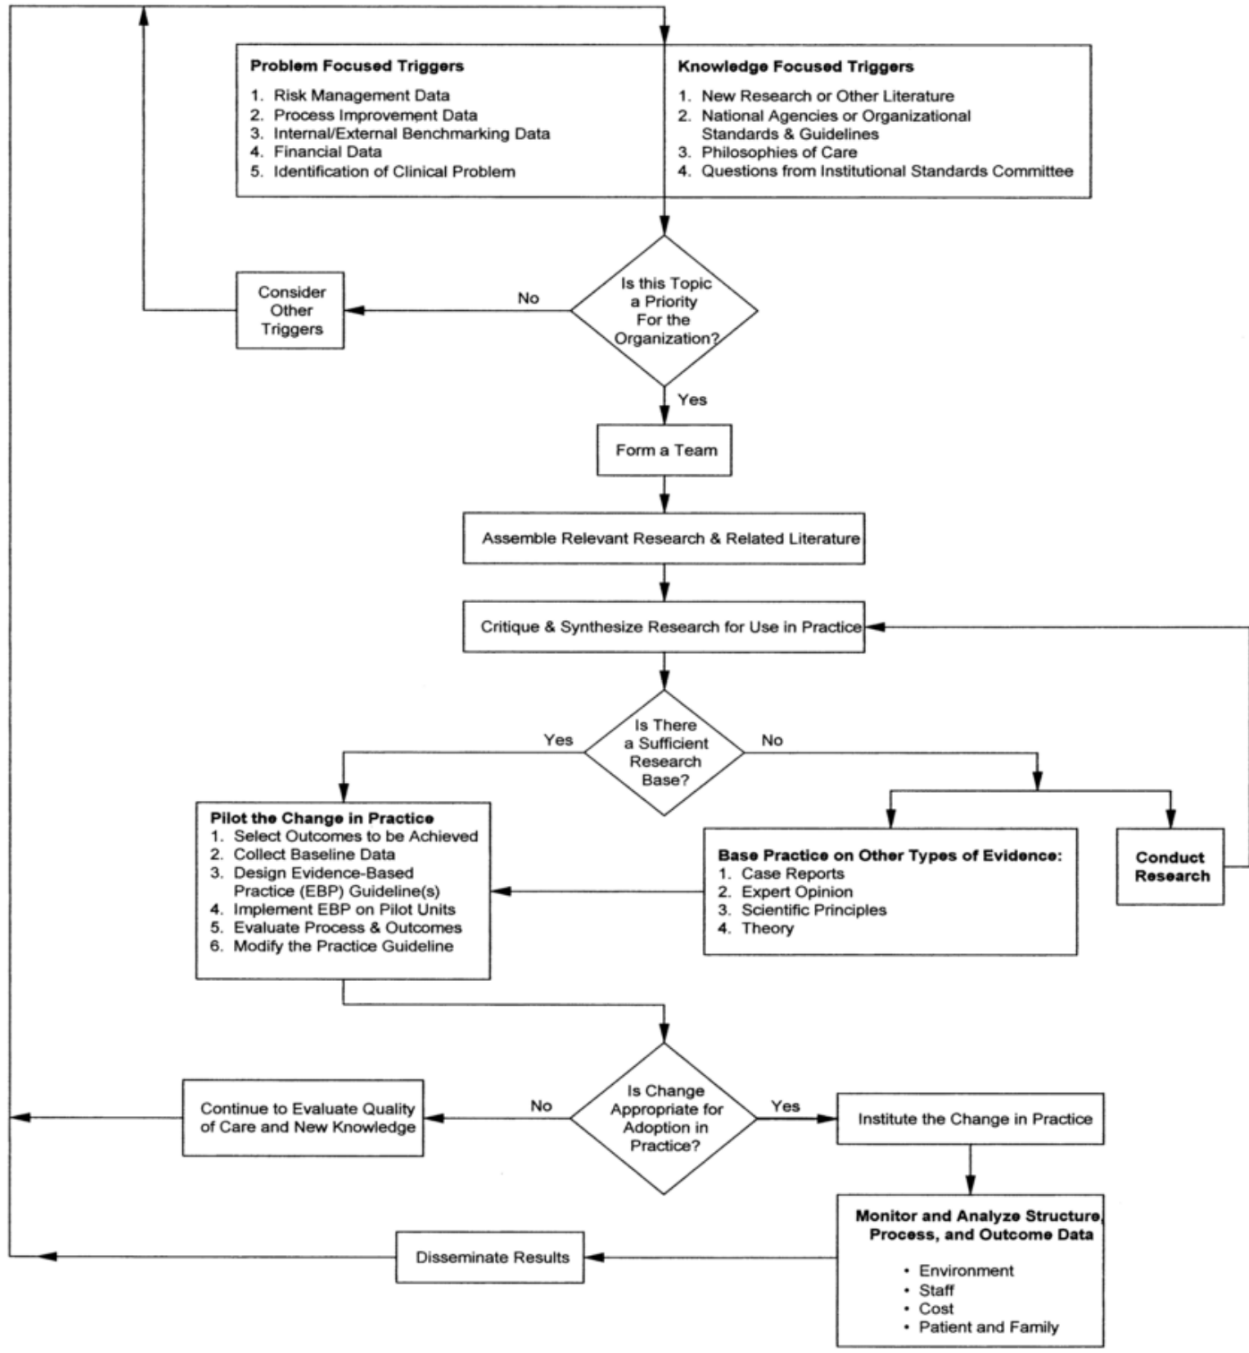 Problem Focused Triggers
1. Risk Management Data
2. Process Improvement Data
3. Internal/External Benchmarking Data
4. Financial Data
5. Identification of Clinical Problem
Knowledge Focused Triggers
1. New Research or Other Literature
2. National Agencies or Organizational
Standards & Guidelines
3. Philosophies of Care
4. Questions from Institutional Standards Committee
Is this Topic
a Priority
For the
Organization?
No
Consider
Other
Triggers
Yes
Form a Team
Assemble Relevant Research & Related Literature
Critique & Synthesize Research for Use in Practice
Is There
a Sufficient
Research
Base?
Yes
No
Pilot the Change in Practice
1. Select Outcomes to be Achieved
2. Collect Baseline Data
3. Design Evidence-Based
Practice (EBP) Guideline(s)
4. Implement EBP on Pilot Units
5. Evaluate Process & Outcomes
6. Modify the Practice Guideline
Base Practice on Other Types of Evidence:
1. Case Reports
2. Expert Opinion
3. Scientific Principles
4. Theory
Conduct
Research
Is Change
Appropriate for
Adoption in
Practice?
No
Yes
Continue to Evaluate Quality
of Care and New Knowledge
Institute the Change in Practice
Monitor and Analyze Structure,
Process, and Outcome Data
• Environment
• Staff
• Cost
• Patient and Family
Disseminate Results